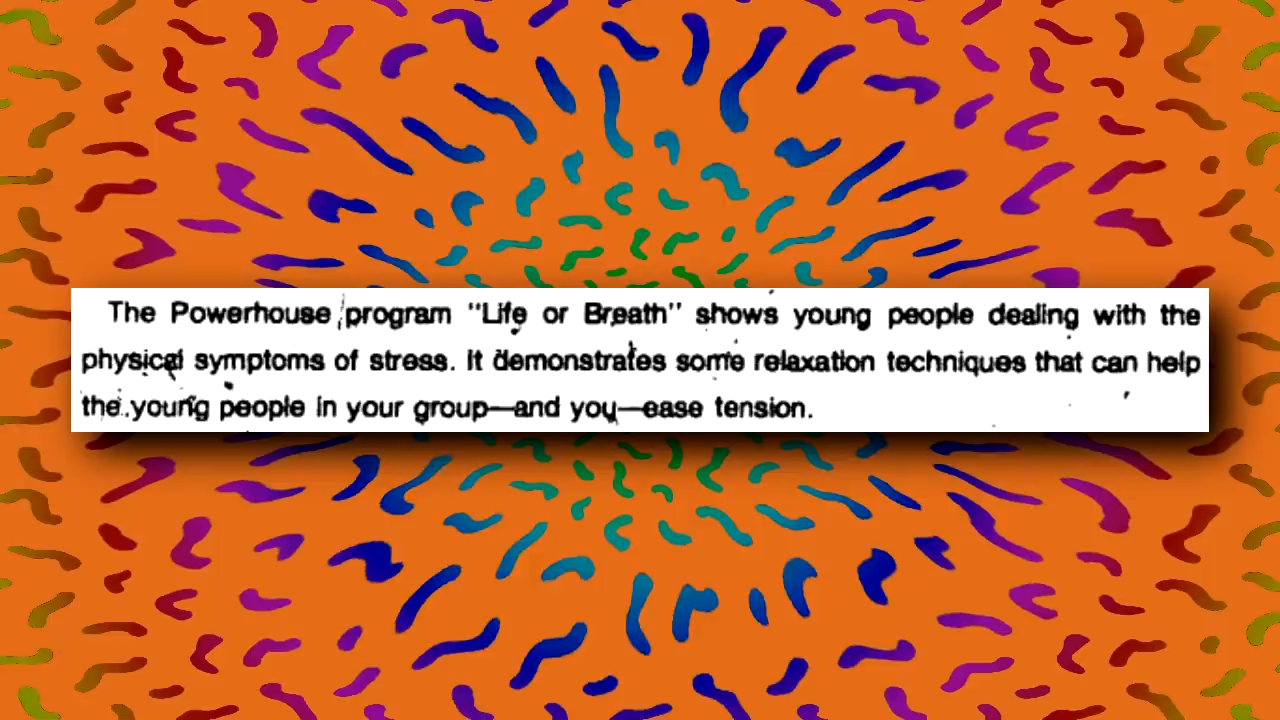 The Powerhouse program "Life or Breath" shows young people dealing with the
physical symptoms of stress. It demonstrates some relaxation techniques that can help
the young people in your group—and you—ease tension.